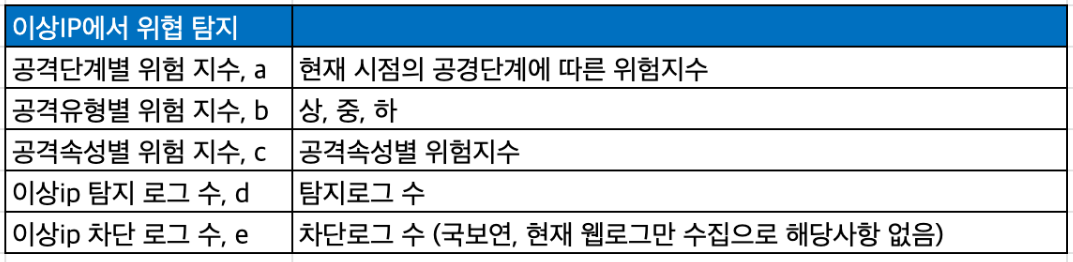 이상IP에서 위협 탐지
공격단계별 위험 지수, a 현재 시점의 공경단계에 따른 위험지수
공격유형별 위험 지수, b 상, 중, 하
공격속성별 위험 지수, c 공격속성별 위험지수
이상ip 탐지 로그 수, d 탐지로그 수
이상ip 차단 로그 수, e 차단로그 수 (국보연, 현재 웹로그만 수집으로 해당사항 없음)